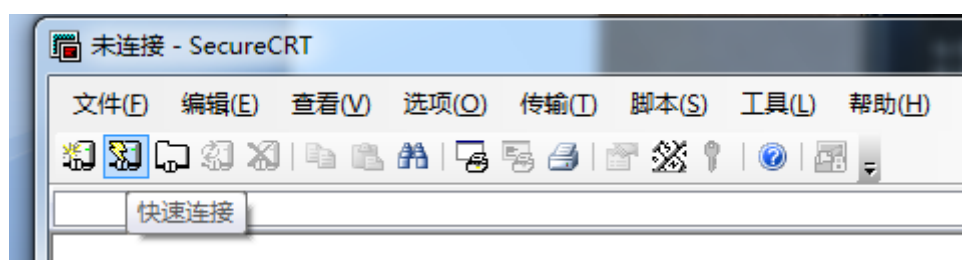 未连接 - SecureCRT
文件(F) 编辑(E) 查看(V) 选项(O) 传输(T) 脚本(S) 工具(L) 帮助(H)
快速连接